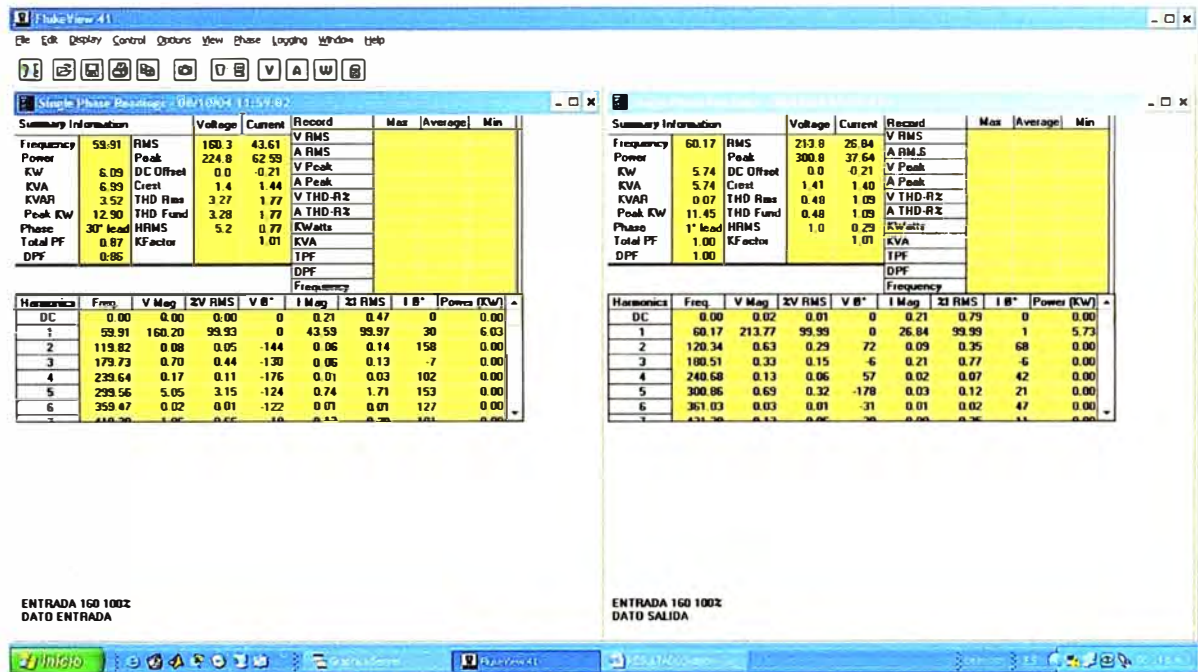 FlukeView 41
File Edit Display Control Options View Phase Logging Window Help
V A W
Single Phase Readings - 08/10/04 11:59:02
Summary Information Voltage Current Record Max Average Min
Frequency 59.91 RMS 160.3 43.61 V RMS
Power Peak 224.8 62.59 A RMS
KW 6.09 DC Offset 0.0 -0.21 V Peak
KVA 6.99 Crest 1.4 1.44 A Peak
KVAR 3.52 THD Rms 3.27 1.77 V THD-R%
Peak KW 12.90 THD Fund 3.28 1.77 A THD-R%
Phase 30° lead HRMS 5.2 0.77 KWatts
Total PF 0.87 KFactor 1.01 KVA
DPF 0.86 TPF
DPF
Frequency
Harmonics Freq. V Mag %V RMS V Ø° I Mag %I RMS I Ø° Power (KW)
DC 0.00 0.00 0.00 0 0.21 0.47 0 0.00
1 59.91 160.20 99.93 0 43.59 99.97 30 6.03
2 119.82 0.08 0.05 -144 0.06 0.14 158 0.00
3 179.73 0.70 0.44 -130 0.06 0.13 -7 0.00
4 239.64 0.17 0.11 -176 0.01 0.03 102 0.00
5 299.56 5.05 3.15 -124 0.74 1.71 153 0.00
6 359.47 0.02 0.01 -122 0.01 0.01 127 0.00
ENTRADA 160 100%
DATO ENTRADA
Summary Information Voltage Current Record Max Average Min
Frequency 60.17 RMS 213.8 26.84 V RMS
Power Peak 300.8 37.64 A RMS
KW 5.74 DC Offset 0.0 -0.21 V Peak
KVA 5.74 Crest 1.41 1.40 A Peak
KVAR 0.07 THD Rms 0.48 1.09 V THD-R%
Peak KW 11.45 THD Fund 0.48 1.09 A THD-R%
Phase 1° lead HRMS 1.0 0.29 KWatts
Total PF 1.00 KFactor 1.01 KVA
DPF 1.00 TPF
DPF
Frequency
Harmonics Freq. V Mag %V RMS V Ø° I Mag %I RMS I Ø° Power (KW)
DC 0.00 0.02 0.01 0 0.21 0.79 0 0.00
1 60.17 213.77 99.99 0 26.84 99.99 1 5.73
2 120.34 0.63 0.29 72 0.09 0.35 68 0.00
3 180.51 0.33 0.15 -6 0.21 0.77 -6 0.00
4 240.68 0.13 0.06 57 0.02 0.07 42 0.00
5 300.86 0.69 0.32 -178 0.03 0.12 21 0.00
6 361.03 0.03 0.01 -31 0.01 0.02 47 0.00
ENTRADA 160 100%
DATO SALIDA
Inicio FlukeView 41